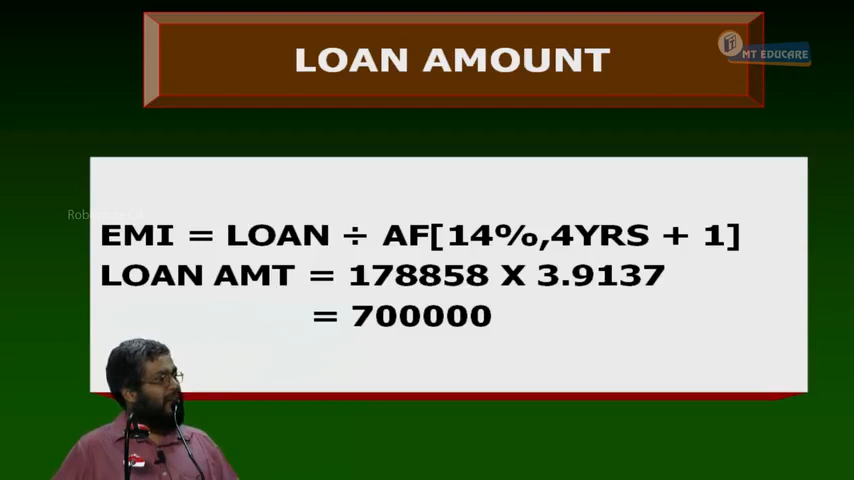 LOAN AMOUNT
MT EDUCARE
EMI = LOAN ÷ AF[14%,4YRS + 1]
LOAN AMT = 178858 X 3.9137
= 700000